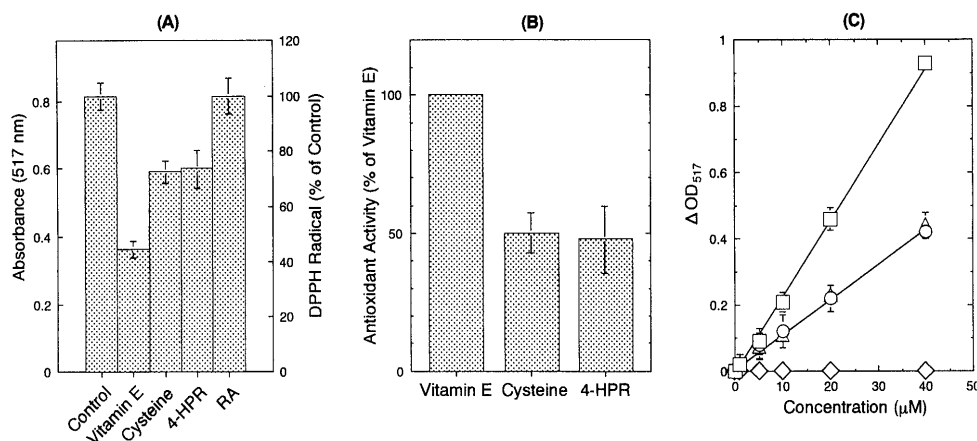 (A)
Absorbance (517 nm)
0.8
0.6
0.4
0.2
0
120
100
80
60
40
20
0
DPPH Radical (% of Control)
Control
Vitamin E
Cysteine
4-HPR
RA
(B)
Antioxidant Activity (% of Vitamin E)
100
50
0
Vitamin E
Cysteine
4-HPR
(C)
Δ OD517
1
0.8
0.6
0.4
0.2
0
0
10
20
30
40
50
Concentration (μM)